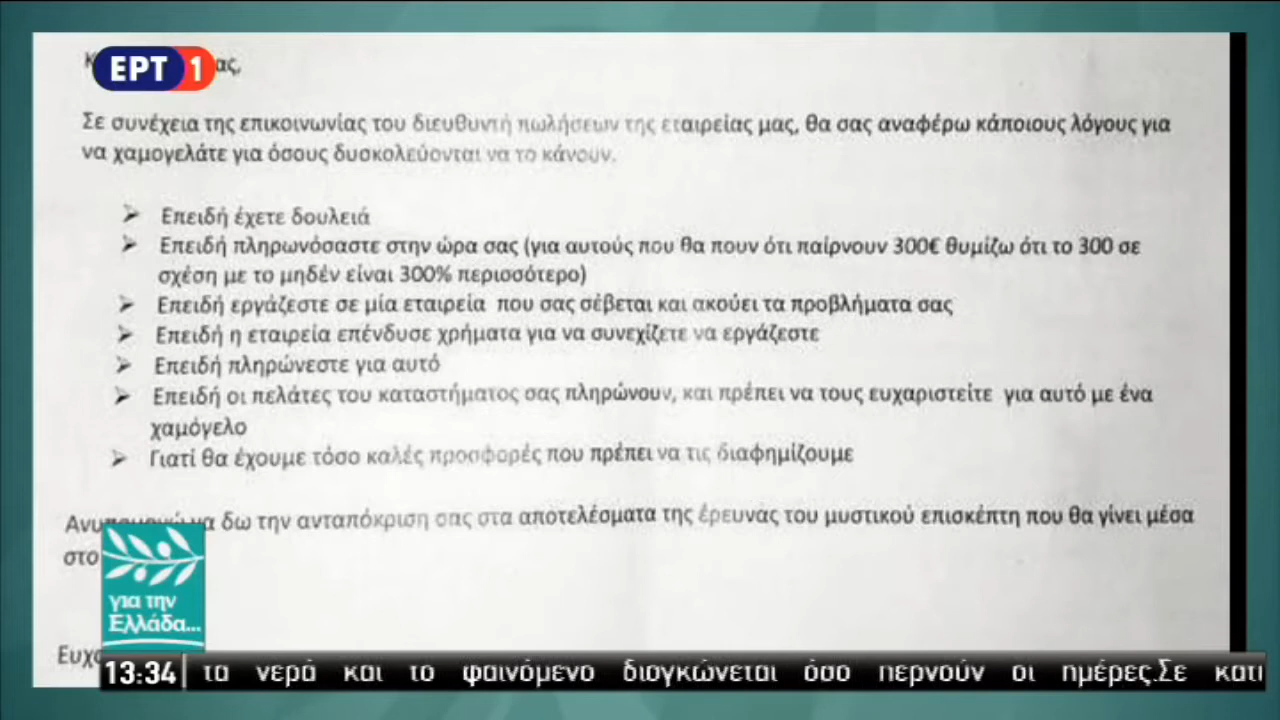 ΕΡΤ 1
ας,
Σε συνέχεια της επικοινωνίας του διευθυντή πωλήσεων της εταιρείας μας, θα σας αναφέρω κάποιους λόγους για
να χαμογελάτε για όσους δυσκολεύονται να το κάνουν.
➢ Επειδή έχετε δουλειά
➢ Επειδή πληρωνόσαστε στην ώρα σας (για αυτούς που θα πουν ότι παίρνουν 300€ θυμίζω ότι το 300 σε
σχέση με το μηδέν είναι 300% περισσότερο)
➢ Επειδή εργάζεστε σε μία εταιρεία που σας σέβεται και ακούει τα προβλήματα σας
➢ Επειδή η εταιρεία επένδυσε χρήματα για να συνεχίζετε να εργάζεστε
➢ Επειδή πληρώνεστε για αυτό
➢ Επειδή οι πελάτες του καταστήματος σας πληρώνουν, και πρέπει να τους ευχαριστείτε για αυτό με ένα
χαμόγελο
➢ Γιατί θα έχουμε τόσο καλές προσφορές που πρέπει να τις διαφημίζουμε
να δω την ανταπόκριση σας στα αποτελέσματα της έρευνας του μυστικού επισκέπτη που θα γίνει μέσα
στο
για την
Ελλάδα...
13:34 τα νερά και το φαινόμενο διογκώνεται όσο περνούν οι ημέρες.Σε κατι